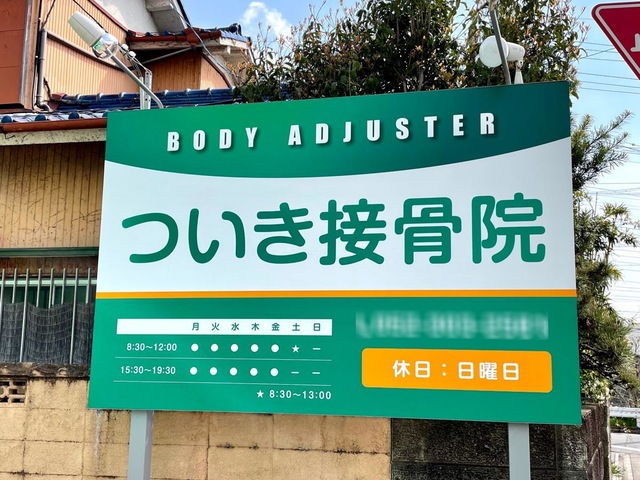 BODY ADJUSTER
ついき接骨院
月 火 水 木 金 土 日
8:30～12:00 ● ● ● ● ● ★ －
15:30～19:30 ● ● ● ● ● － －
★ 8:30～13:00
休日：日曜日